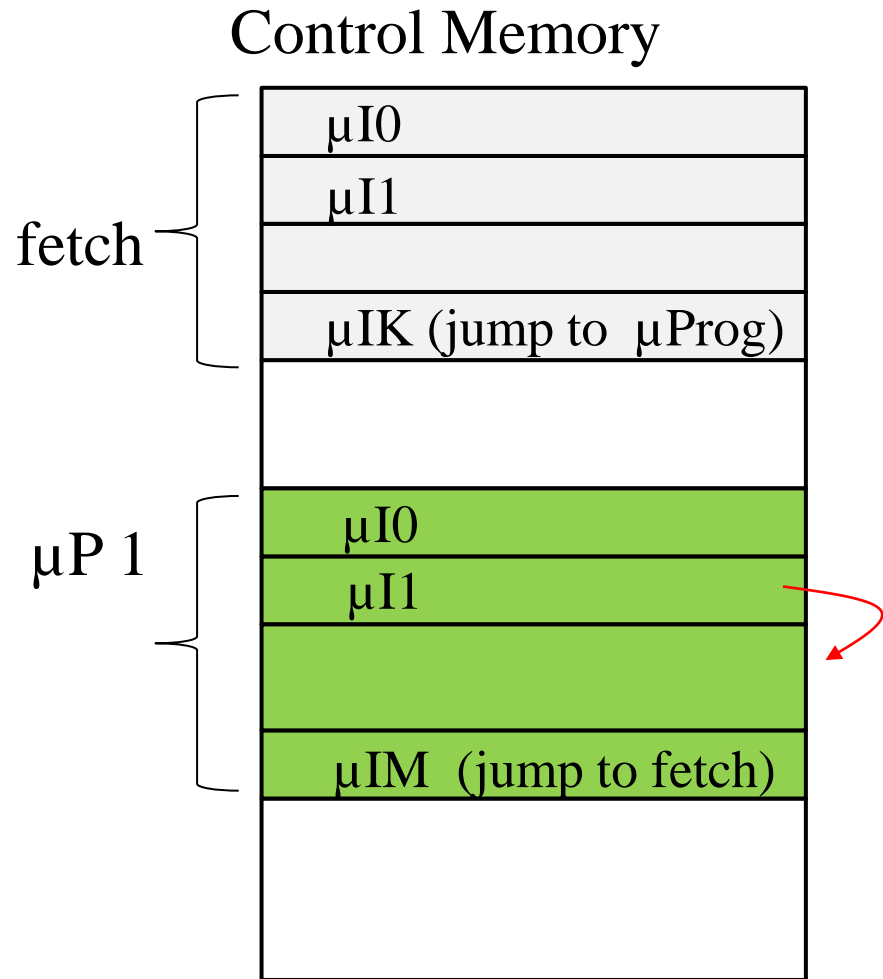 Control Memory
µI0
µI1
fetch
µIK (jump to µProg)
µI0
µP 1
µI1
µIM (jump to fetch)